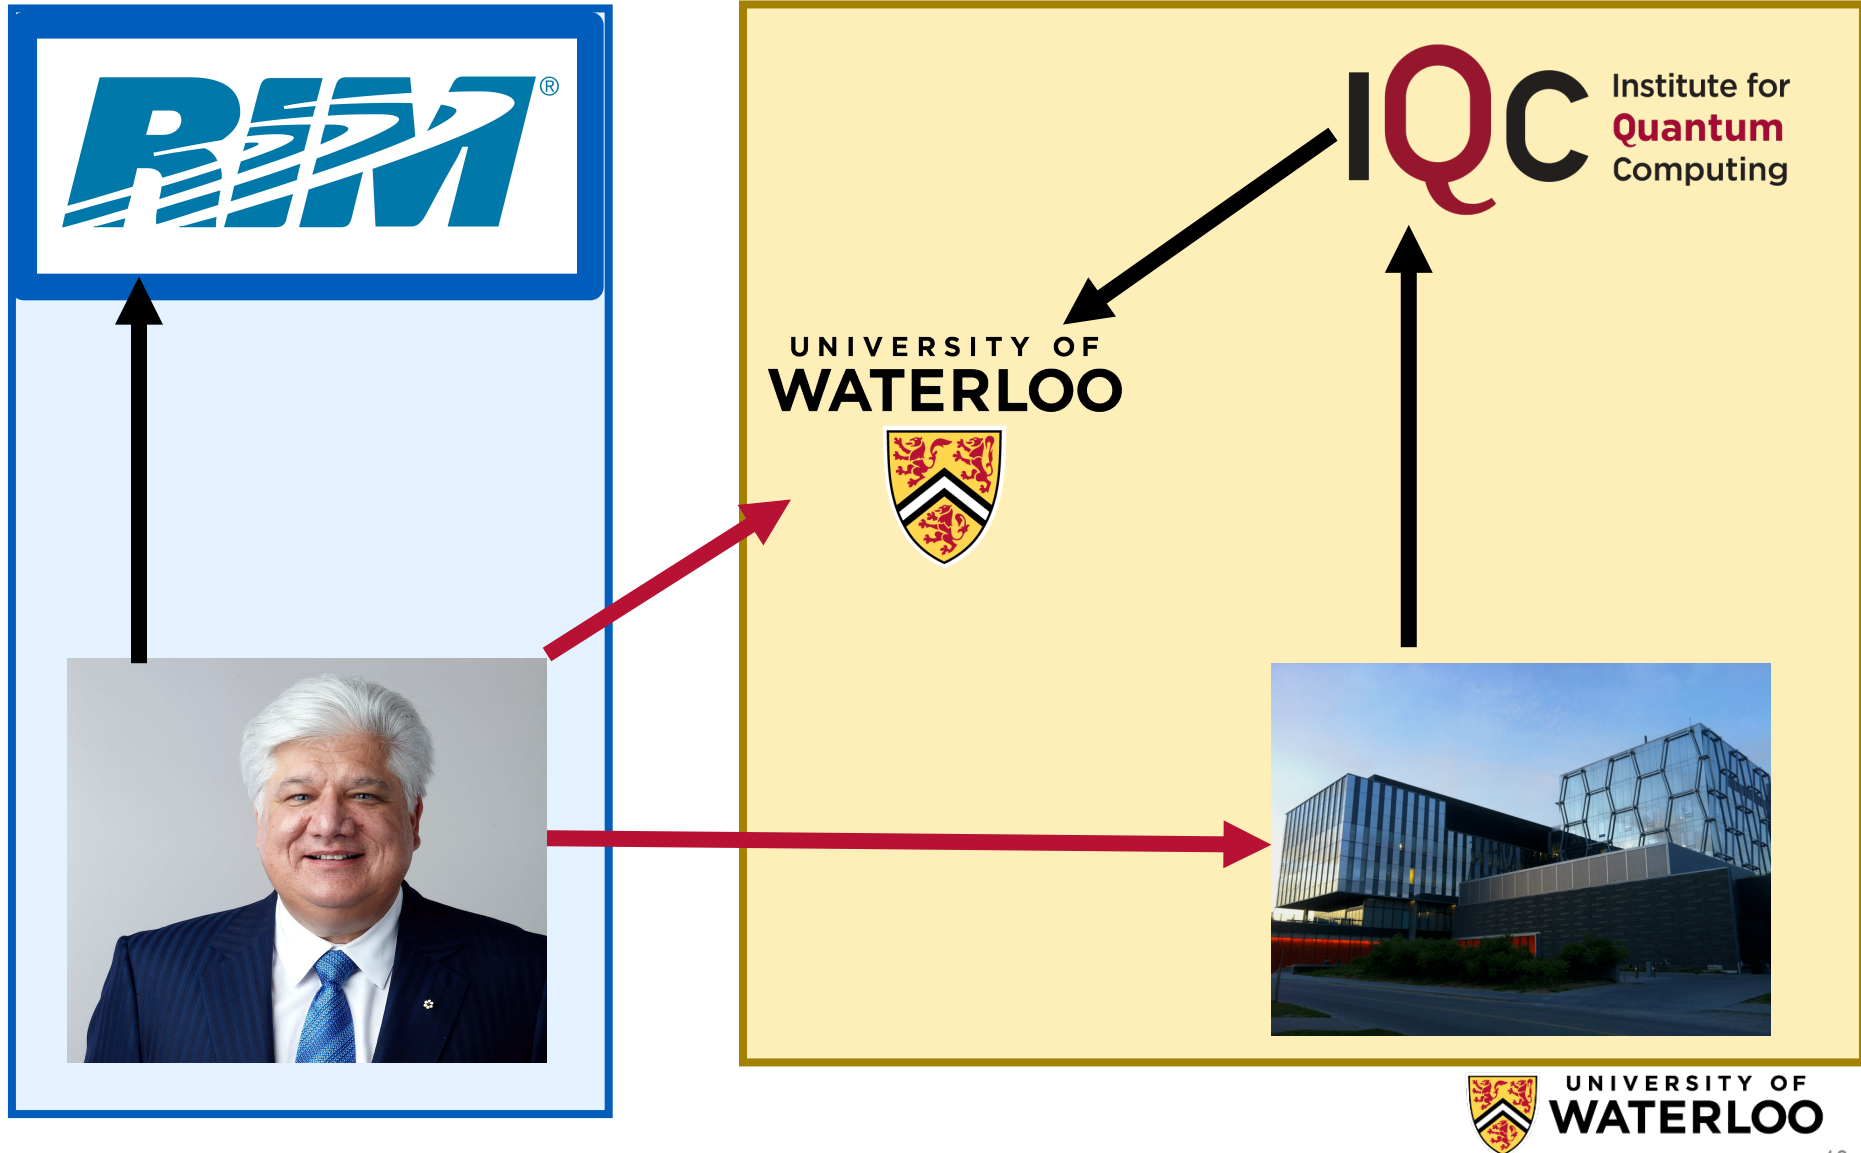 RIM®
IQC
Institute for
Quantum
Computing
UNIVERSITY OF
WATERLOO
UNIVERSITY OF
WATERLOO